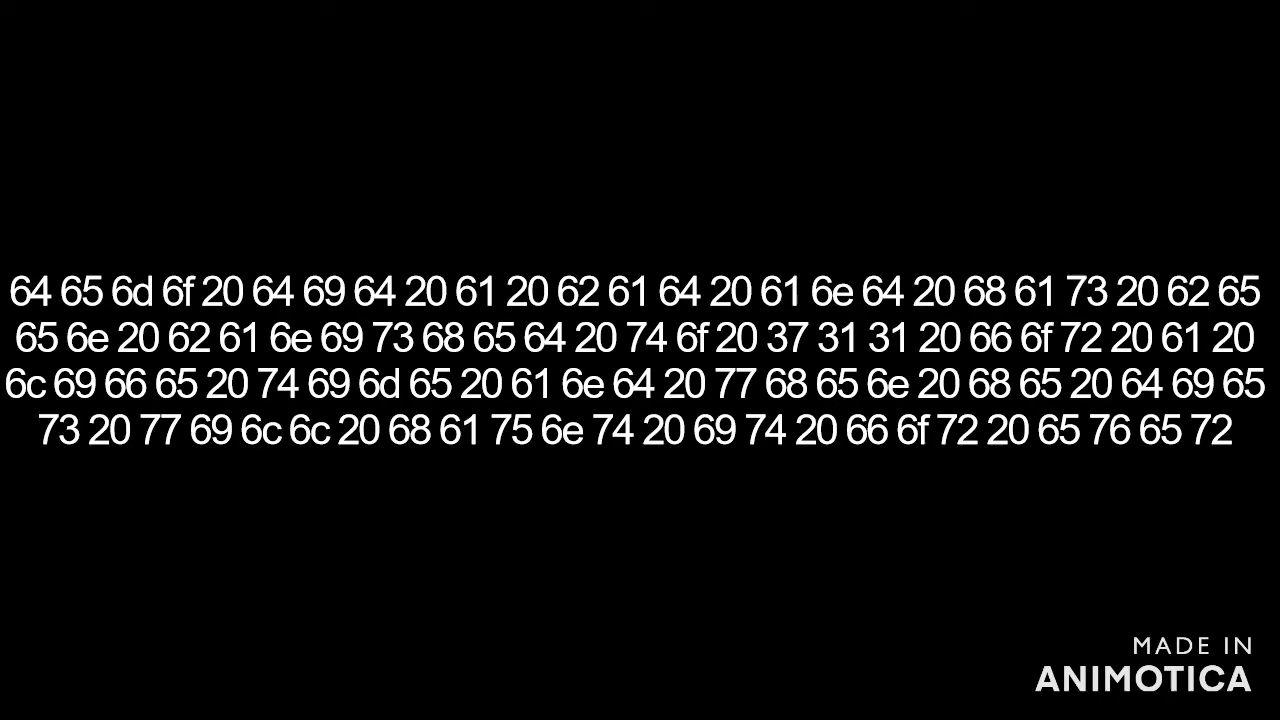 64 65 6d 6f 20 64 69 64 20 61 20 62 61 64 20 61 6e 64 20 68 61 73 20 62 65
65 6e 20 62 61 6e 69 73 68 65 64 20 74 6f 20 37 31 31 20 66 6f 72 20 61 20
6c 69 66 65 20 74 69 6d 65 20 61 6e 64 20 77 68 65 6e 20 68 65 20 64 69 65
73 20 77 69 6c 6c 20 68 61 75 6e 74 20 69 74 20 66 6f 72 20 65 76 65 72
MADE IN
ANIMOTICA